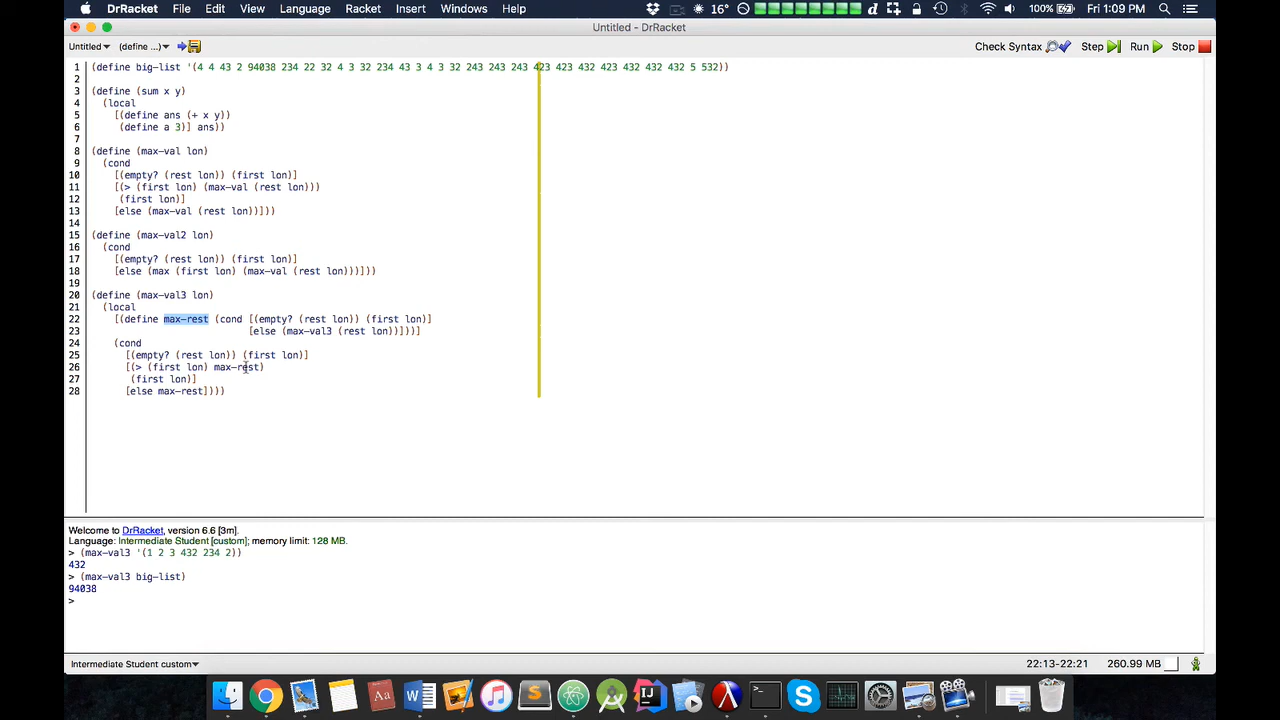 DrRacket File Edit View Language Racket Insert Windows Help 16° 100% Fri 1:09 PM
Untitled - DrRacket
Untitled▾ (define ...)▾ Check Syntax Step Run Stop
1 (define big-list '(4 4 43 2 94038 234 22 32 4 3 32 234 43 3 4 3 32 243 243 243 423 423 432 423 432 432 432 5 532))
2
3 (define (sum x y)
4 (local
5 [(define ans (+ x y))
6 (define a 3)] ans))
7
8 (define (max-val lon)
9 (cond
10 [(empty? (rest lon)) (first lon)]
11 [(> (first lon) (max-val (rest lon)))
12 (first lon)]
13 [else (max-val (rest lon))]))
14
15 (define (max-val2 lon)
16 (cond
17 [(empty? (rest lon)) (first lon)]
18 [else (max (first lon) (max-val (rest lon)))]))
19
20 (define (max-val3 lon)
21 (local
22 [(define max-rest (cond [(empty? (rest lon)) (first lon)]
23 [else (max-val3 (rest lon))]))]
24 (cond
25 [(empty? (rest lon)) (first lon)]
26 [(> (first lon) max-rest)
27 (first lon)]
28 [else max-rest])))
Welcome to DrRacket, version 6.6 [3m].
Language: Intermediate Student [custom]; memory limit: 128 MB.
> (max-val3 '(1 2 3 432 234 2))
432
> (max-val3 big-list)
94038
>
Intermediate Student custom▾ 22:13-22:21 260.99 MB